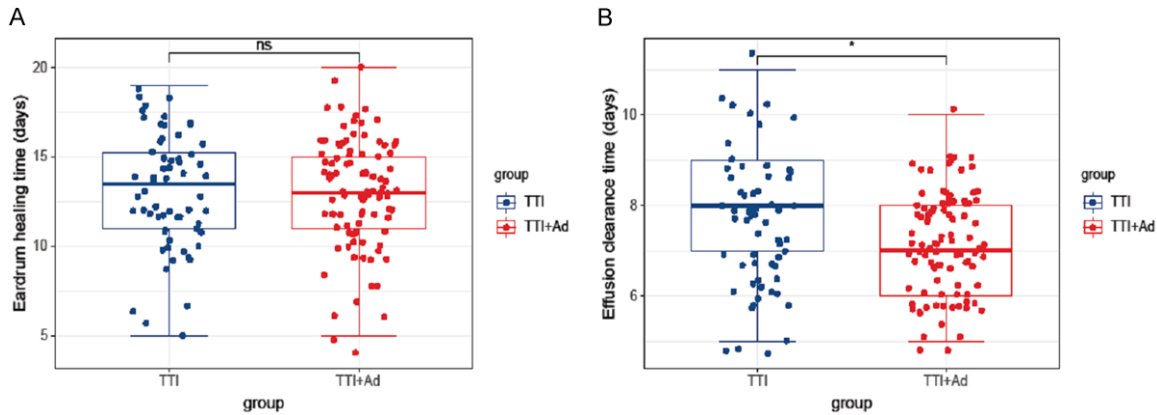 A
ns
20
15
10
5
Eardrum healing time (days)
TTI
TTI+Ad
group
group
TTI
TTI+Ad
B
*
10
8
6
Effusion clearance time (days)
TTI
TTI+Ad
group
group
TTI
TTI+Ad